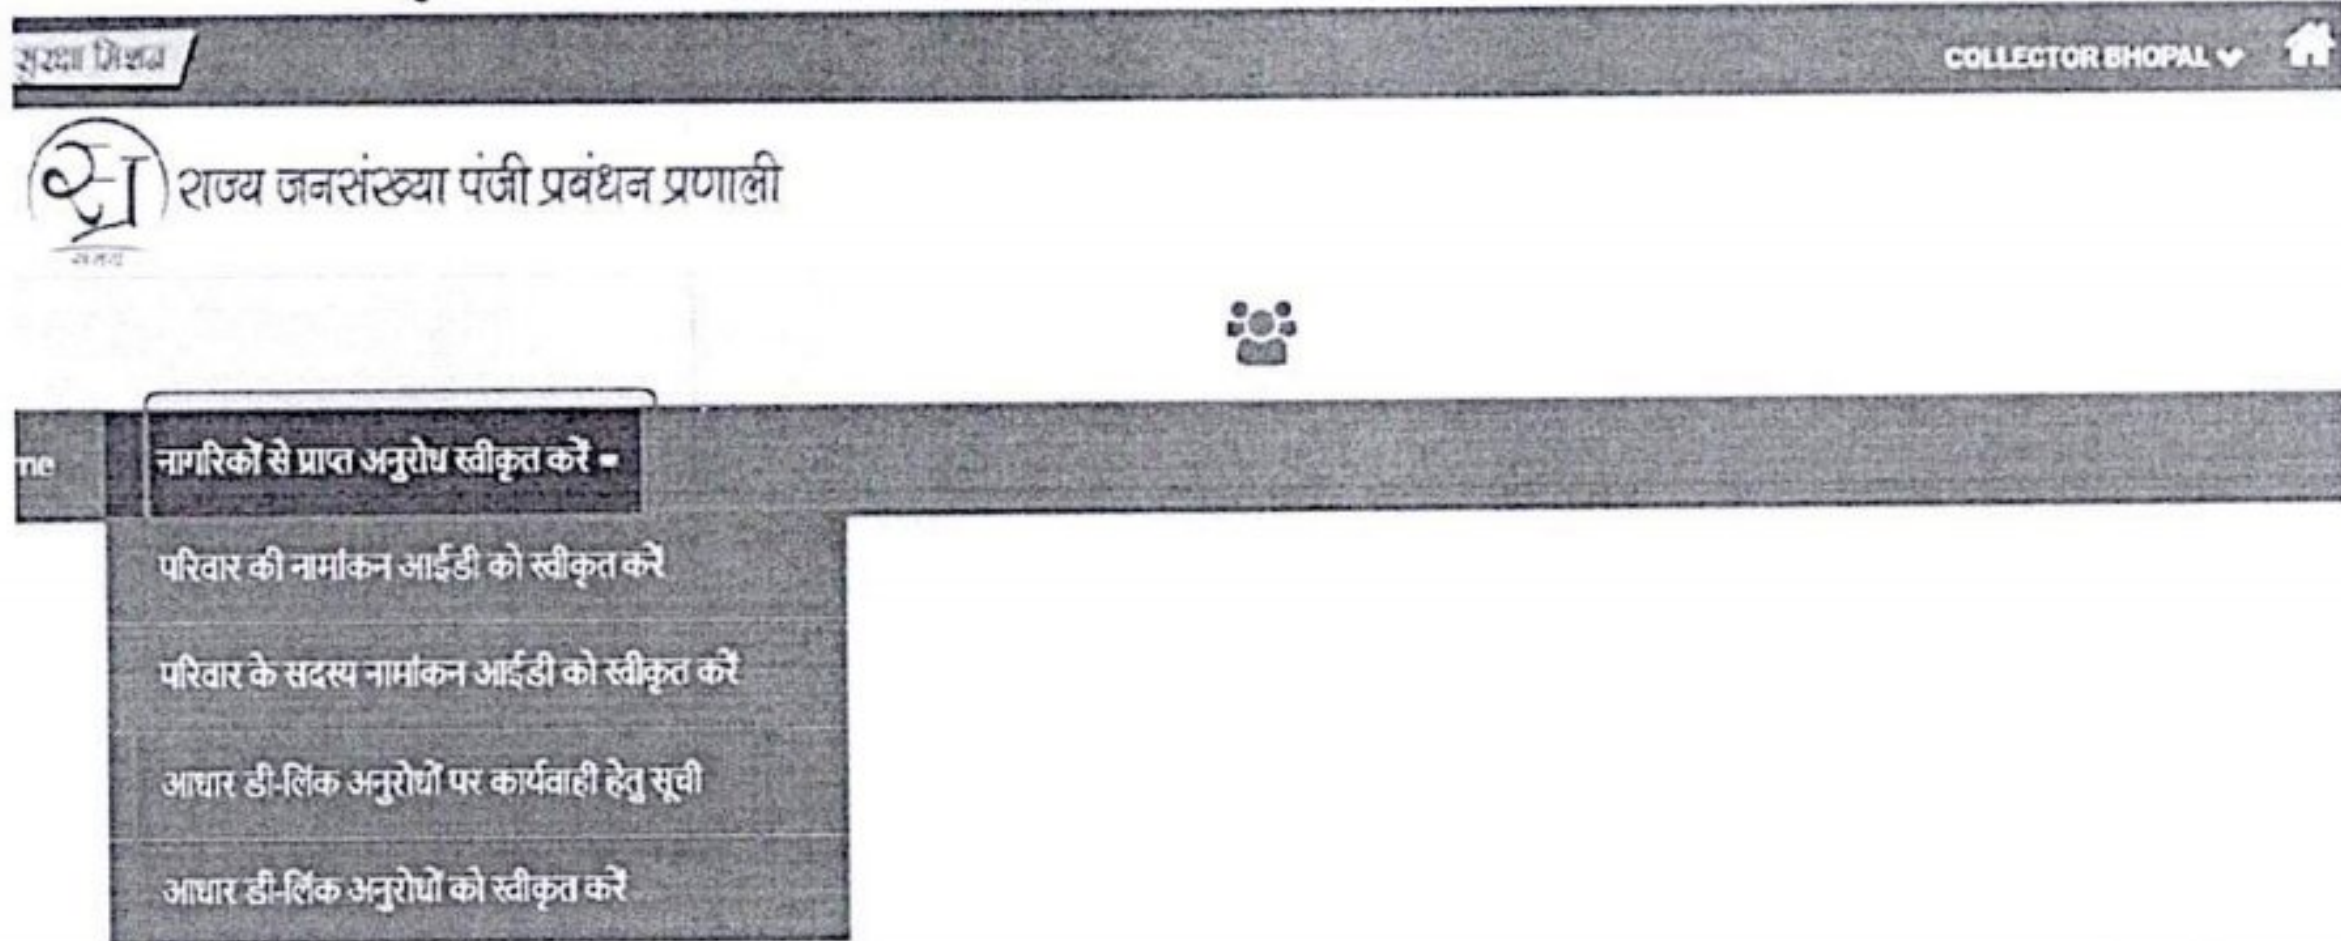 सुरक्षा मिशन
COLLECTOR BHOPAL
राज्य जनसंख्या पंजी प्रबंधन प्रणाली
समग्र
me
नागरिकों से प्राप्त अनुरोध स्वीकृत करें
परिवार की नामांकन आईडी को स्वीकृत करें
परिवार के सदस्य नामांकन आईडी को स्वीकृत करें
आधार डी-लिंक अनुरोधों पर कार्यवाही हेतु सूची
आधार डी-लिंक अनुरोधों को स्वीकृत करें